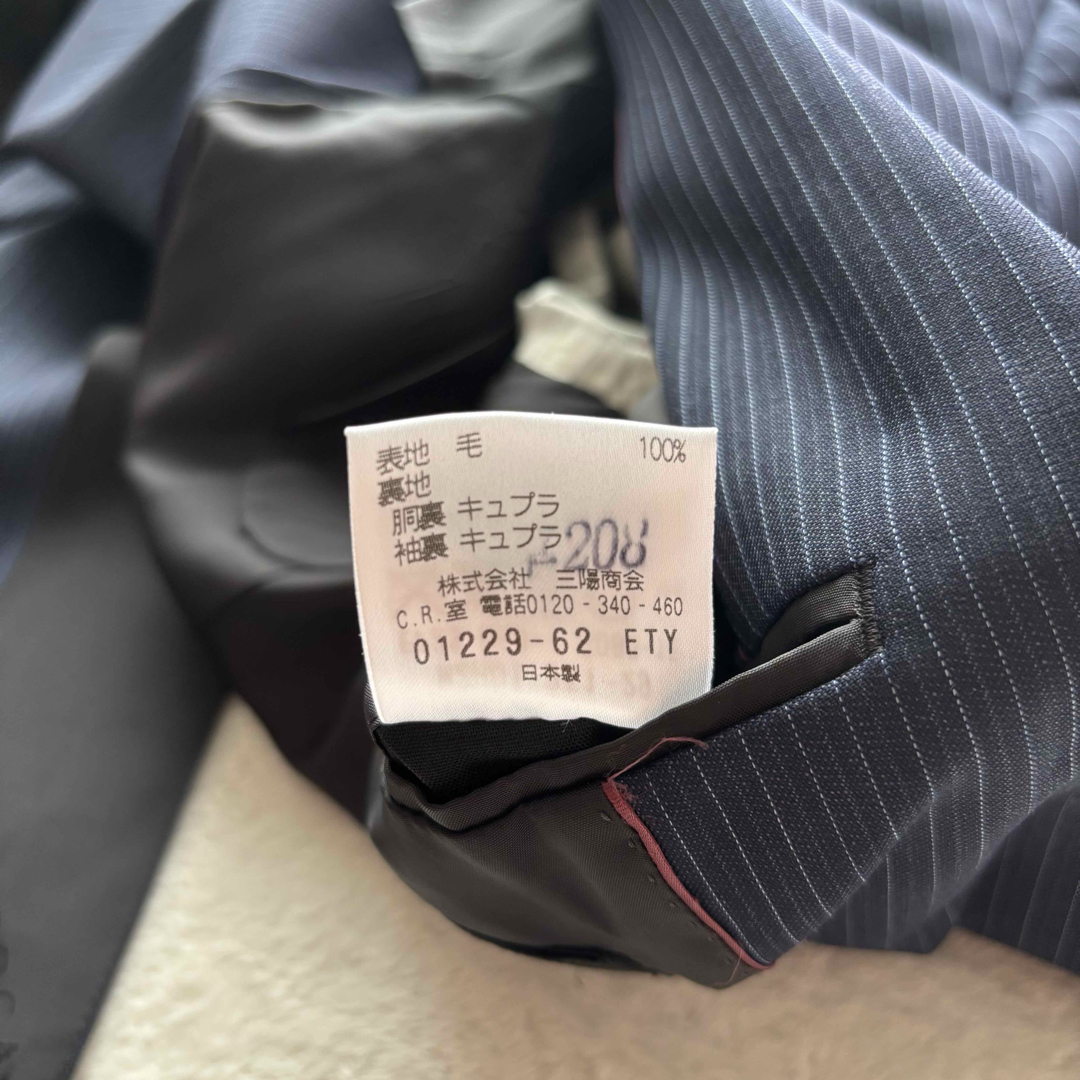 表地 毛 100%
裏地
胴裏 キュプラ
袖裏 キュプラ
208
株式会社 三陽商会
C.R.室 電話0120-340-460
01229-62 ETY
日本製